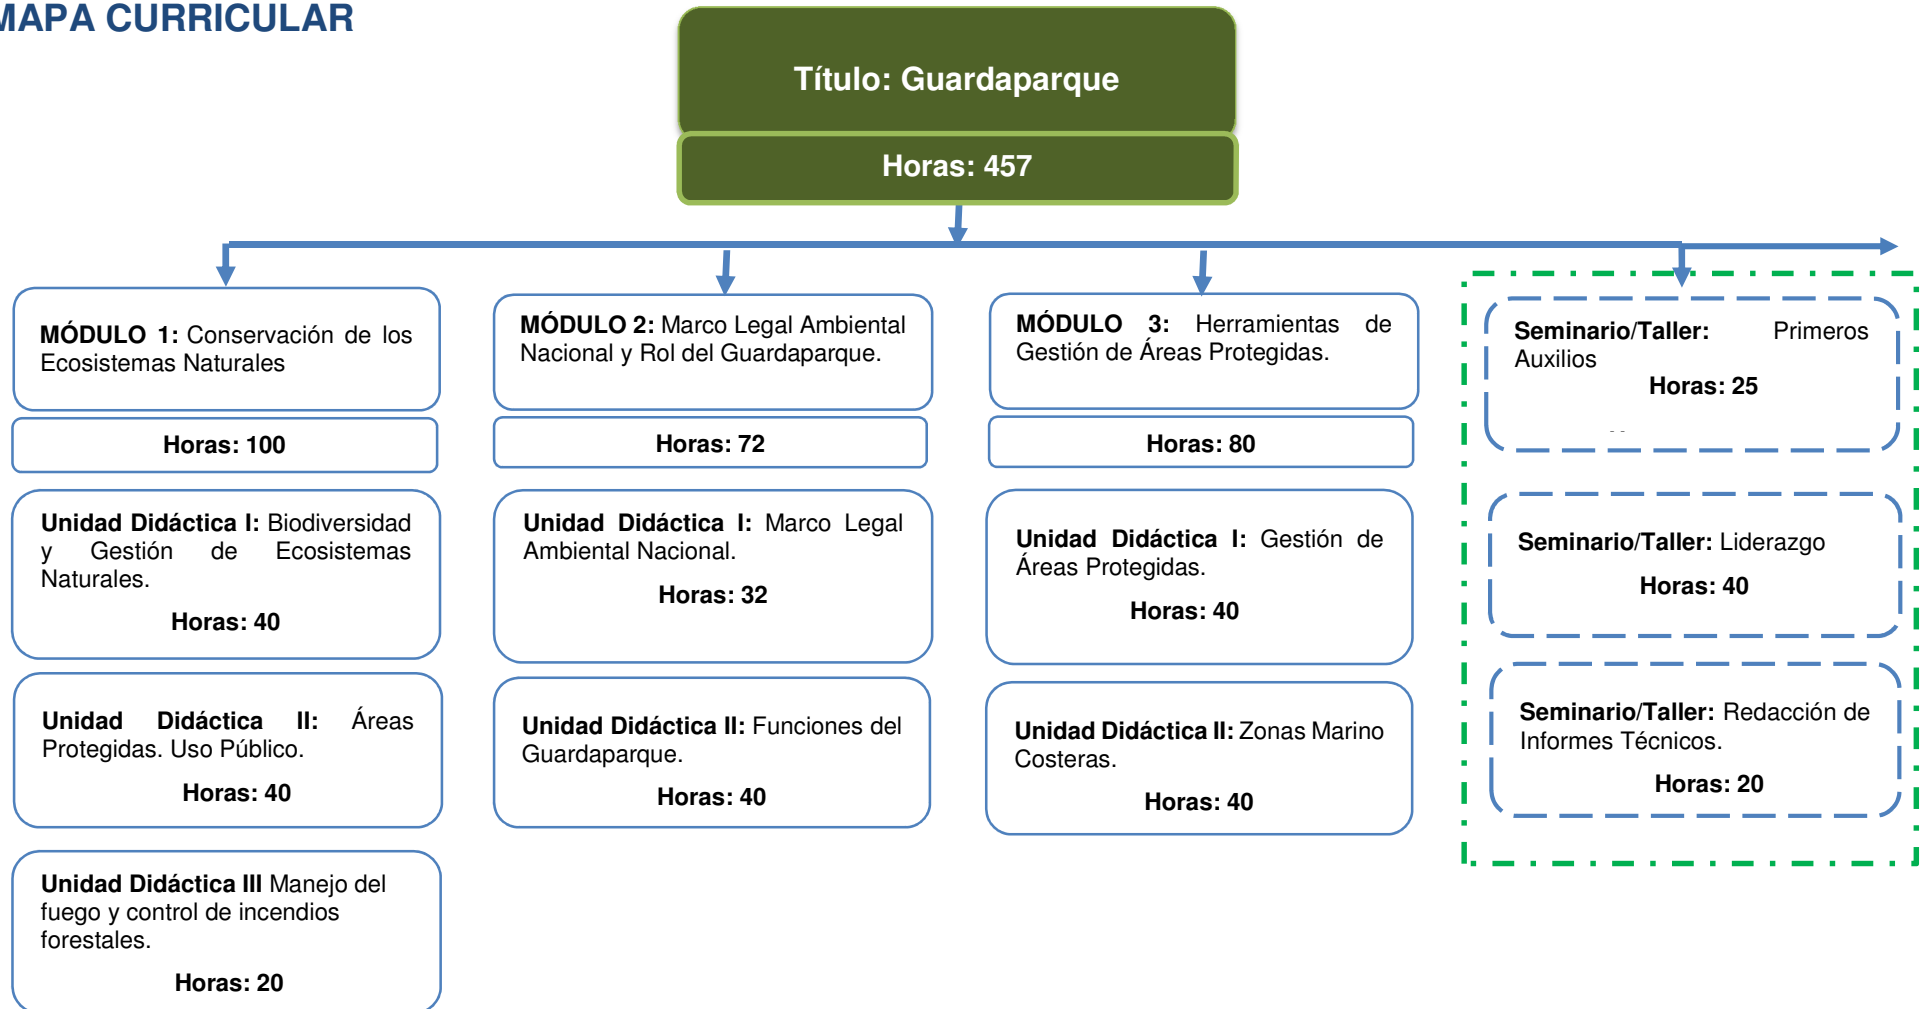 MAPA CURRICULAR
Título: Guardaparque
Horas: 457
MÓDULO 1: Conservación de los
Ecosistemas Naturales
Horas: 100
Unidad Didáctica I: Biodiversidad
y Gestión de Ecosistemas
Naturales.
Horas: 40
Unidad Didáctica II: Áreas
Protegidas. Uso Público.
Horas: 40
Unidad Didáctica III Manejo del
fuego y control de incendios
forestales.
Horas: 20
MÓDULO 2: Marco Legal Ambiental
Nacional y Rol del Guardaparque.
Horas: 72
Unidad Didáctica I: Marco Legal
Ambiental Nacional.
Horas: 32
Unidad Didáctica II: Funciones del
Guardaparque.
Horas: 40
MÓDULO 3: Herramientas de
Gestión de Áreas Protegidas.
Horas: 80
Unidad Didáctica I: Gestión de
Áreas Protegidas.
Horas: 40
Unidad Didáctica II: Zonas Marino
Costeras.
Horas: 40
Seminario/Taller: Primeros
Auxilios
Horas: 25
Seminario/Taller: Liderazgo
Horas: 40
Seminario/Taller: Redacción de
Informes Técnicos.
Horas: 20